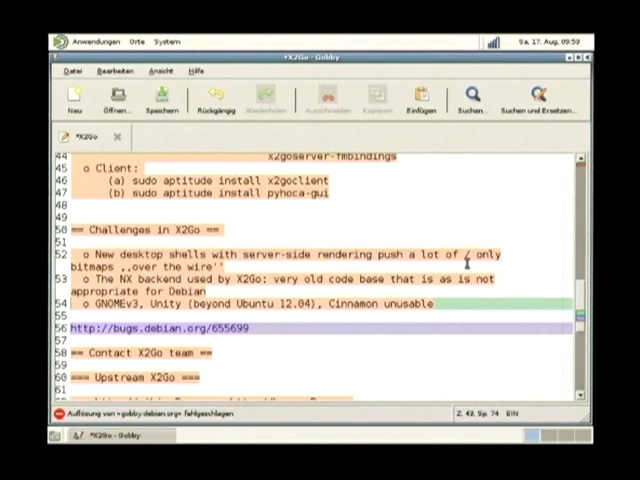 Anwendungen Orte System
Sa, 17. Aug, 09:59
*X2Go - Gobby
Datei Bearbeiten Ansicht Hilfe
Neu Öffnen... Speichern Rückgängig Wiederholen Ausschneiden Kopieren Einfügen Suchen... Suchen und Ersetzen...
*X2Go
44 x2goserver-fmbindings
45 o Client:
46 (a) sudo aptitude install x2goclient
47 (b) sudo aptitude install pyhoca-gui
48
49
50 == Challenges in X2Go ==
51
52 o New desktop shells with server-side rendering push a lot of / only
bitmaps ,,over the wire''
53 o The NX backend used by X2Go: very old code base that is as is not
appropriate for Debian
54 o GNOMEv3, Unity (beyond Ubuntu 12.04), Cinnamon unusable
55
56 http://bugs.debian.org/655699
57
58 == Contact X2Go team ==
59
60 === Upstream X2Go ===
61
Auflösung von »gobby.debian.org« fehlgeschlagen
Z. 49, Sp. 74 EIN
*X2Go - Gobby